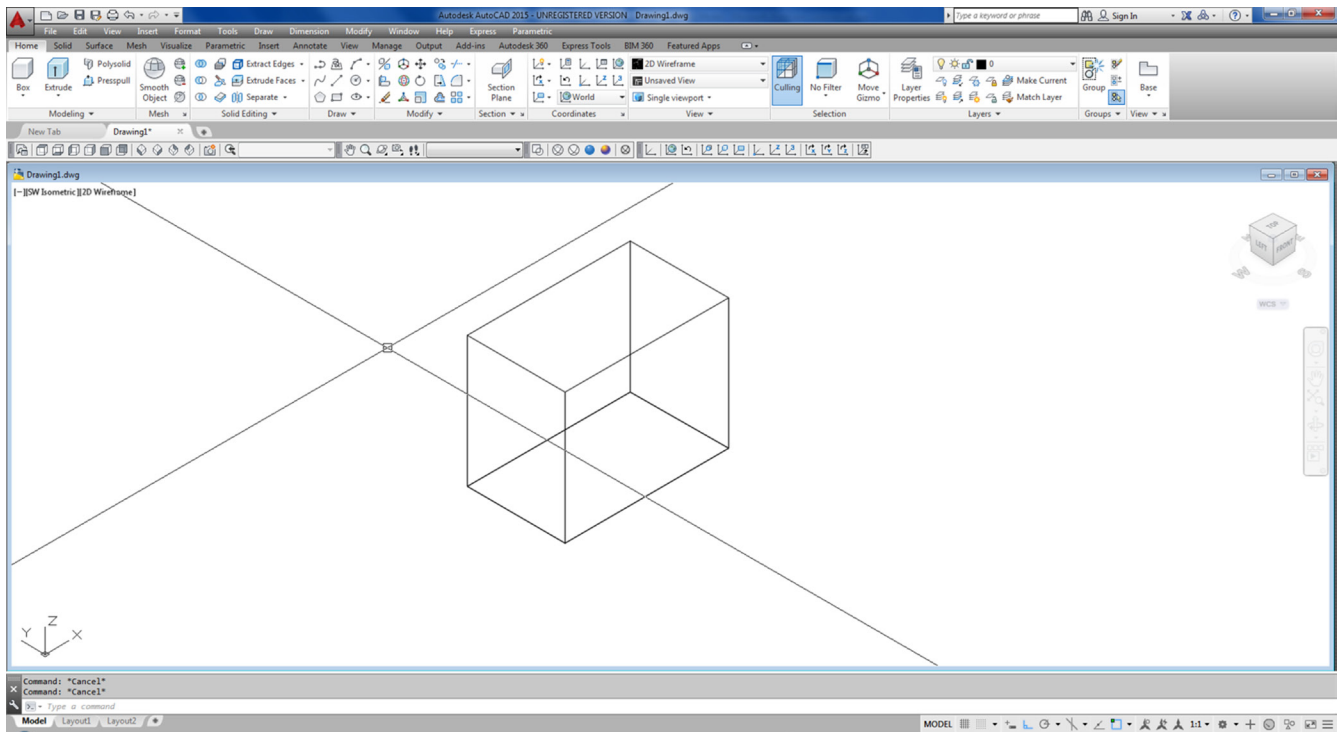 Autodesk AutoCAD 2015 - UNREGISTERED VERSION Drawing1.dwg
Type a keyword or phrase
Sign In
File Edit View Insert Format Tools Draw Dimension Modify Window Help Express Parametric
Home Solid Surface Mesh Visualize Parametric Insert Annotate View Manage Output Add-ins Autodesk 360 Express Tools BIM 360 Featured Apps
Box
Extrude
Polysolid
Presspull
Smooth
Object
Extract Edges
Extrude Faces
Separate
Section
Plane
World
2D Wireframe
Unsaved View
Single viewport
Culling
No Filter
Move
Gizmo
Layer
Properties
0
Make Current
Match Layer
Group
Base
Modeling Mesh Solid Editing Draw Modify Section Coordinates View Selection Layers Groups View
New Tab Drawing1*
Drawing1.dwg
[−][SW Isometric][2D Wireframe]
TOP
LEFT FRONT
WCS
Z
Y X
Command: *Cancel*
Command: *Cancel*
Type a command
Model Layout1 Layout2
MODEL 1:1